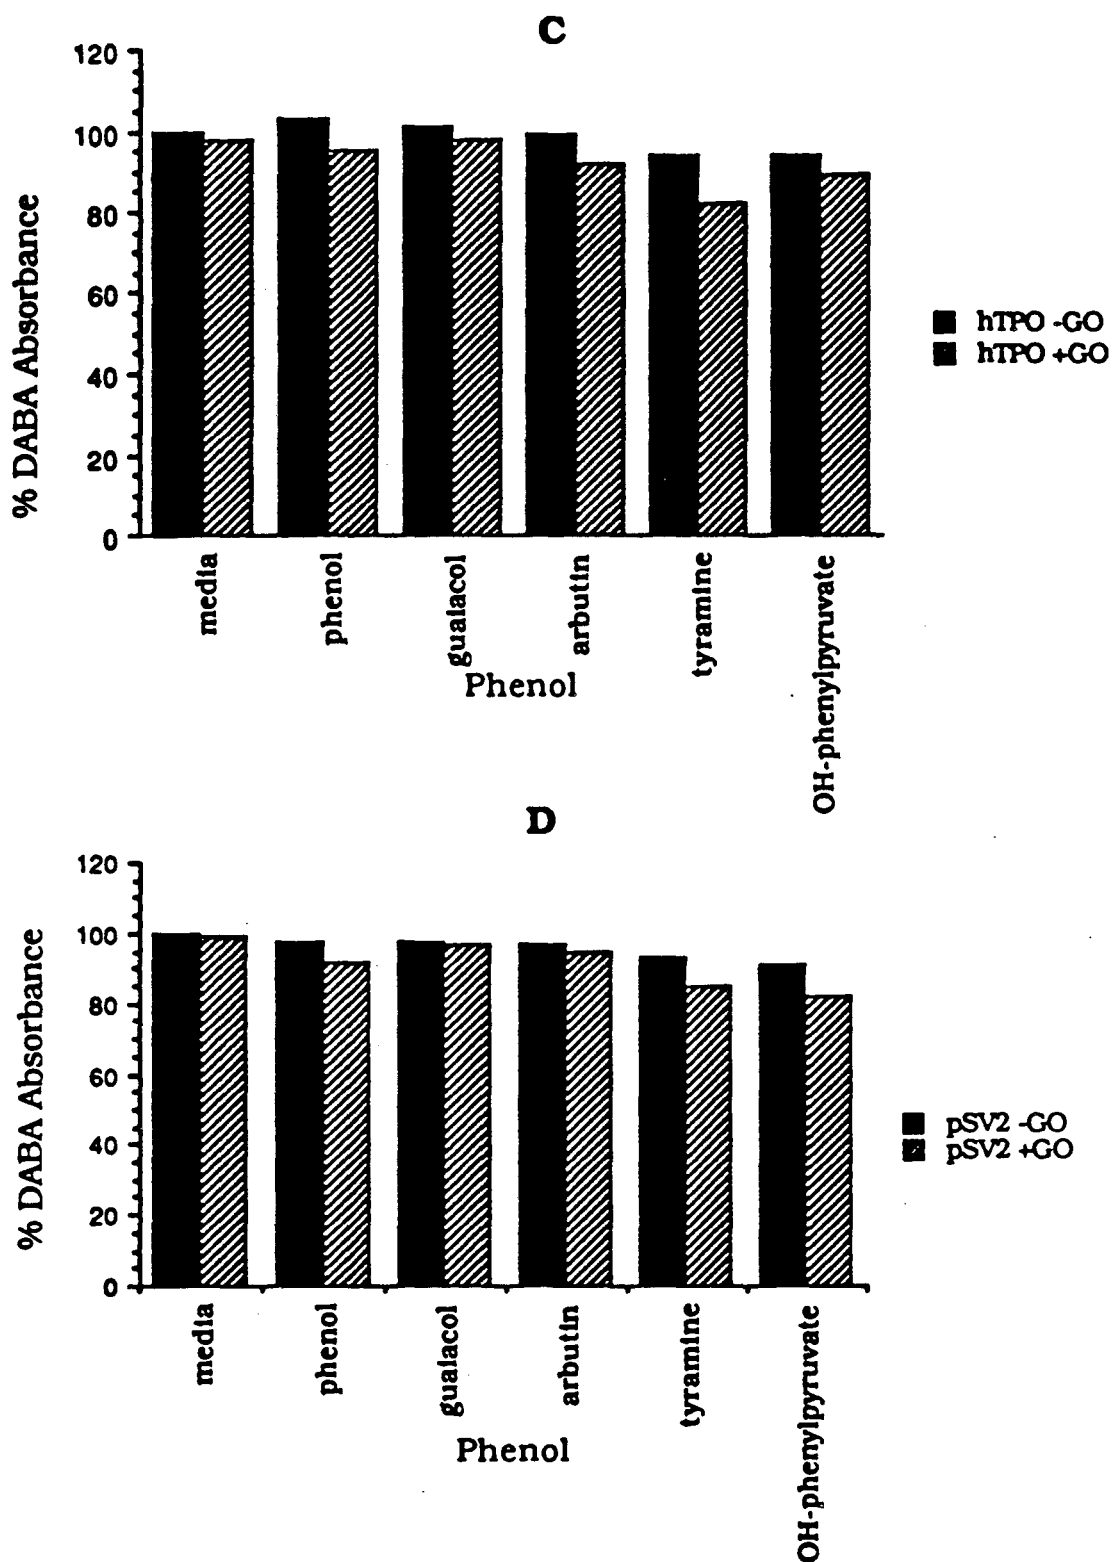 C
120
100
80
60
40
20
0
% DABA Absorbance
media
phenol
guaiacol
arbutin
tyramine
OH-phenylpyruvate
Phenol
hTPO -GO
hTPO +GO
D
120
100
80
60
40
20
0
% DABA Absorbance
media
phenol
guaiacol
arbutin
tyramine
OH-phenylpyruvate
Phenol
pSV2 -GO
pSV2 +GO